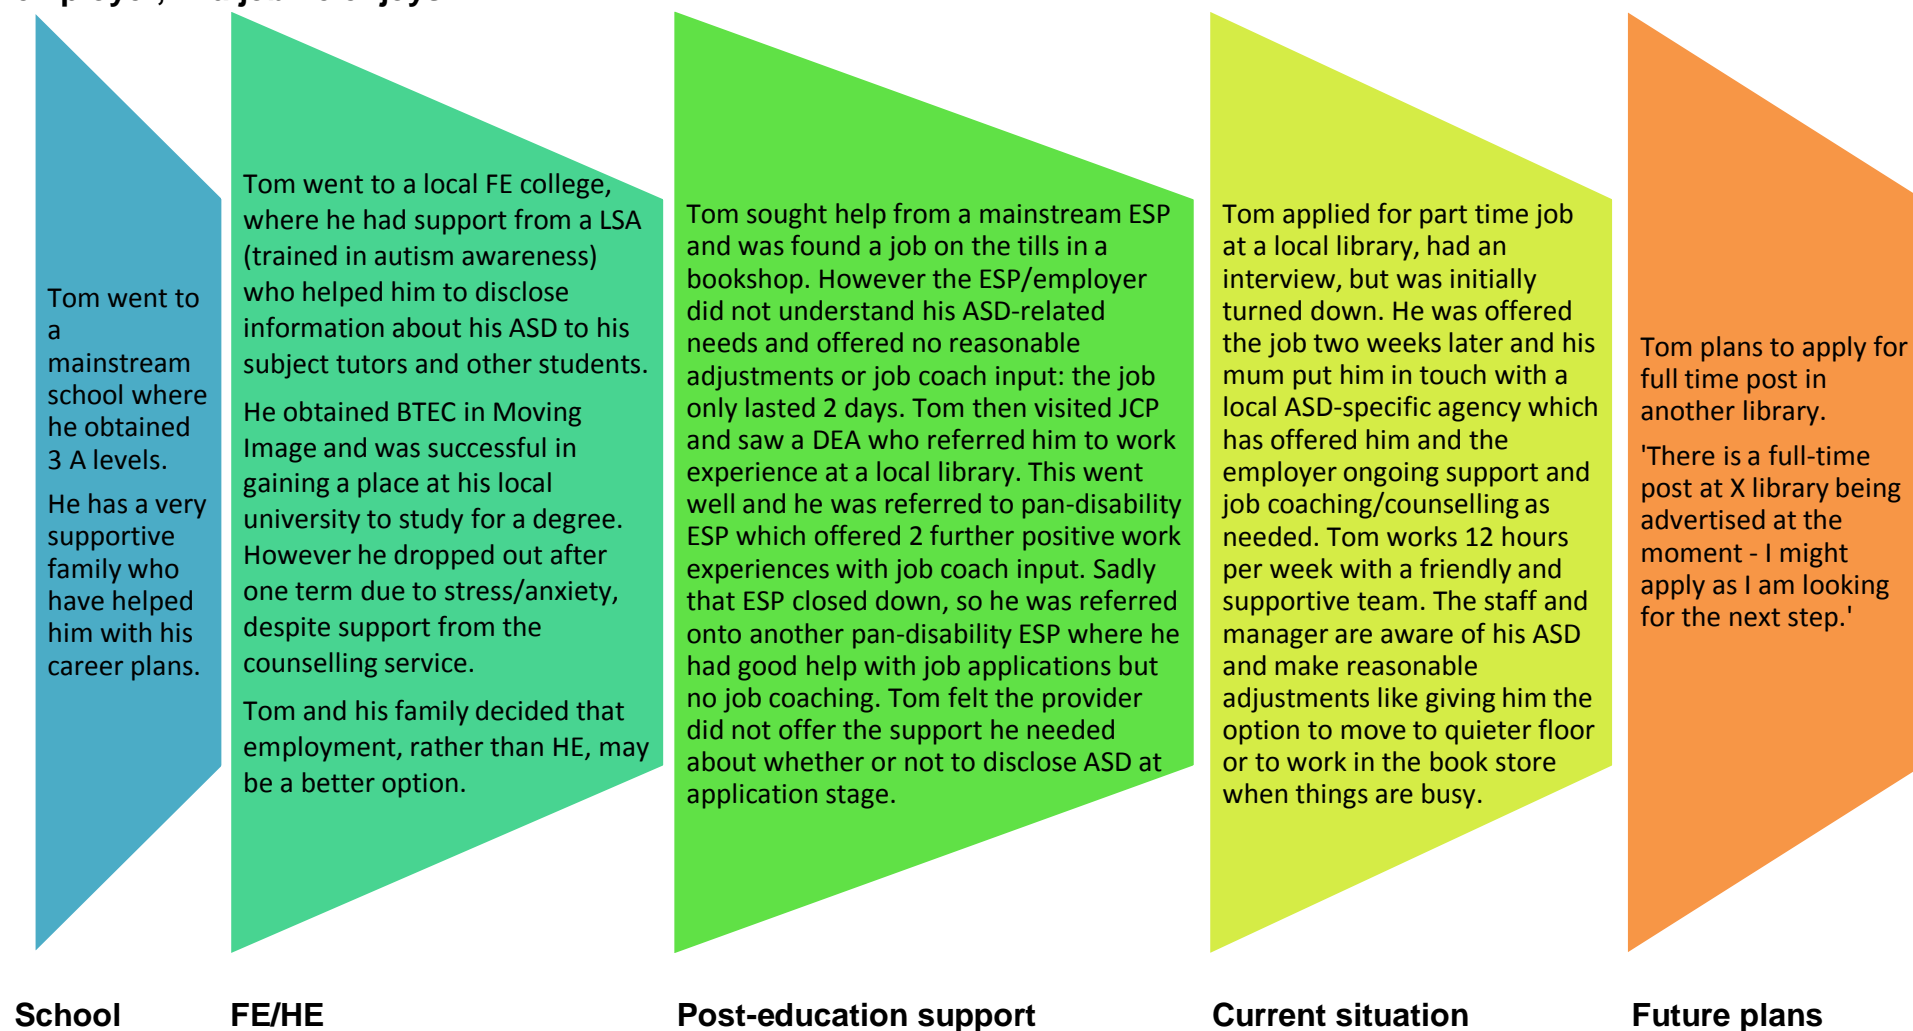 Tom went to
a
mainstream
school where
he obtained
3 A levels.
He has a very
supportive
family who
have helped
him with his
career plans.
Tom went to a local FE college,
where he had support from a LSA
(trained in autism awareness)
who helped him to disclose
information about his ASD to his
subject tutors and other students.
He obtained BTEC in Moving
Image and was successful in
gaining a place at his local
university to study for a degree.
However he dropped out after
one term due to stress/anxiety,
despite support from the
counselling service.
Tom and his family decided that
employment, rather than HE, may
be a better option.
Tom sought help from a mainstream ESP
and was found a job on the tills in a
bookshop. However the ESP/employer
did not understand his ASD-related
needs and offered no reasonable
adjustments or job coach input: the job
only lasted 2 days. Tom then visited JCP
and saw a DEA who referred him to work
experience at a local library. This went
well and he was referred to pan-disability
ESP which offered 2 further positive work
experiences with job coach input. Sadly
that ESP closed down, so he was referred
onto another pan-disability ESP where he
had good help with job applications but
no job coaching. Tom felt the provider
did not offer the support he needed
about whether or not to disclose ASD at
application stage.
Tom applied for part time job
at a local library, had an
interview, but was initially
turned down. He was offered
the job two weeks later and his
mum put him in touch with a
local ASD-specific agency which
has offered him and the
employer ongoing support and
job coaching/counselling as
needed. Tom works 12 hours
per week with a friendly and
supportive team. The staff and
manager are aware of his ASD
and make reasonable
adjustments like giving him the
option to move to quieter floor
or to work in the book store
when things are busy.
Tom plans to apply for
full time post in
another library.
'There is a full-time
post at X library being
advertised at the
moment - I might
apply as I am looking
for the next step.'
School
FE/HE
Post-education support
Current situation
Future plans